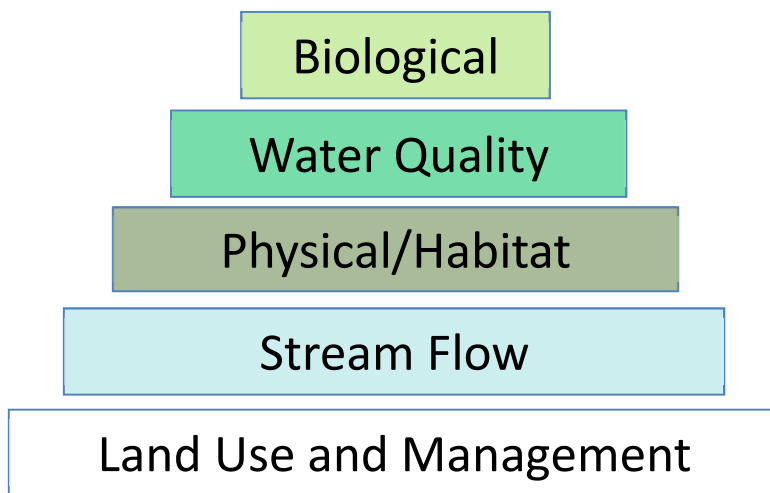 Biological
Water Quality
Physical/Habitat
Stream Flow
Land Use and Management